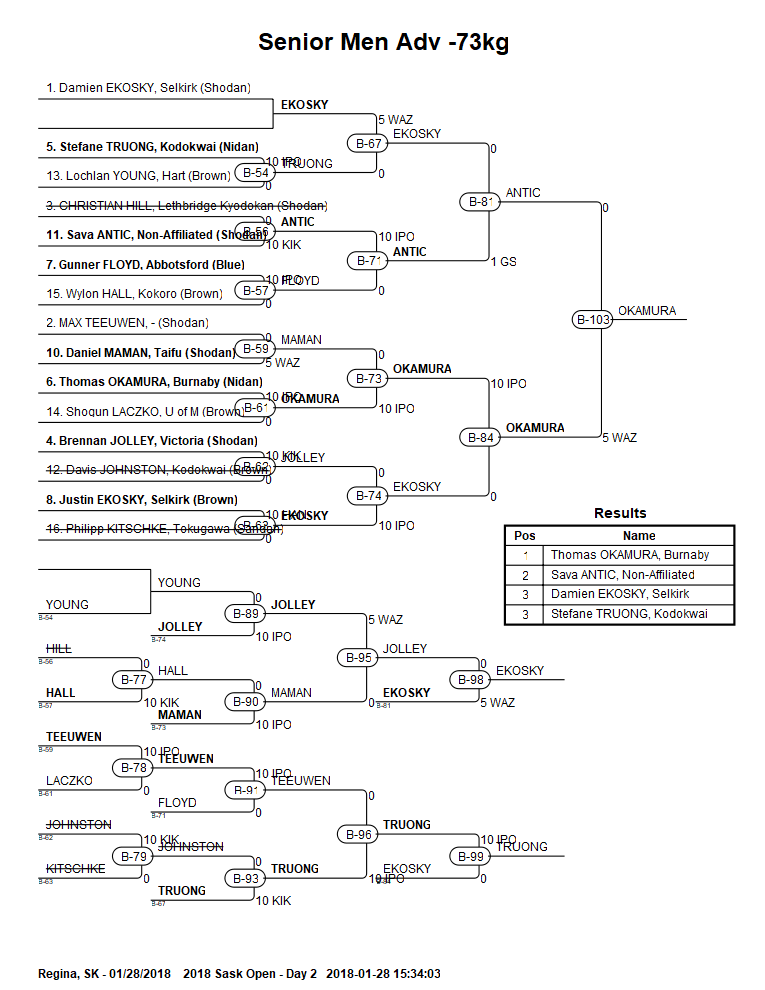 Senior Men Adv -73kg
1. Damien EKOSKY, Selkirk (Shodan)
EKOSKY
5 WAZ
B-67
EKOSKY
0
5. Stefane TRUONG, Kodokwai (Nidan)
10 IPO
B-54
TRUONG
0
13. Lochlan YOUNG, Hart (Brown)
0
B-81
ANTIC
0
3. CHRISTIAN HILL, Lethbridge Kyodokan (Shodan)
0
B-56
ANTIC
10 IPO
11. Sava ANTIC, Non-Affiliated (Shodan)
10 KIK
B-71
ANTIC
1 GS
7. Gunner FLOYD, Abbotsford (Blue)
10 IPO
B-57
FLOYD
0
15. Wylon HALL, Kokoro (Brown)
0
B-103
OKAMURA
2. MAX TEEUWEN, - (Shodan)
0
B-59
MAMAN
0
10. Daniel MAMAN, Taifu (Shodan)
5 WAZ
B-73
OKAMURA
10 IPO
6. Thomas OKAMURA, Burnaby (Nidan)
10 IPO
B-61
OKAMURA
10 IPO
14. Shogun LACZKO, U of M (Brown)
0
B-84
OKAMURA
5 WAZ
4. Brennan JOLLEY, Victoria (Shodan)
10 KIK
B-62
JOLLEY
0
12. Davis JOHNSTON, Kodokwai (Brown)
0
B-74
EKOSKY
0
8. Justin EKOSKY, Selkirk (Brown)
10 HAN
B-63
EKOSKY
10 IPO
16. Philipp KITSCHKE, Tokugawa (Sandan)
0
Results
Pos Name
1 Thomas OKAMURA, Burnaby
2 Sava ANTIC, Non-Affiliated
3 Damien EKOSKY, Selkirk
3 Stefane TRUONG, Kodokwai
YOUNG
0
YOUNG
B-54
B-89
JOLLEY
5 WAZ
JOLLEY
B-74
10 IPO
HILL
B-56
0
B-95
JOLLEY
0
B-77
HALL
0
B-98
EKOSKY
HALL
B-57
10 KIK
B-90
MAMAN
0
EKOSKY
B-81
5 WAZ
MAMAN
B-73
10 IPO
TEEUWEN
B-59
10 IPO
B-78
TEEUWEN
10 IPO
LACZKO
B-61
0
B-91
TEEUWEN
0
FLOYD
B-71
0
JOHNSTON
B-62
10 KIK
B-96
TRUONG
10 IPO
B-79
JOHNSTON
0
B-99
TRUONG
KITSCHKE
B-63
0
B-93
TRUONG
10 IPO
EKOSKY
0
TRUONG
B-67
10 KIK
Regina, SK - 01/28/2018 2018 Sask Open - Day 2 2018-01-28 15:34:03